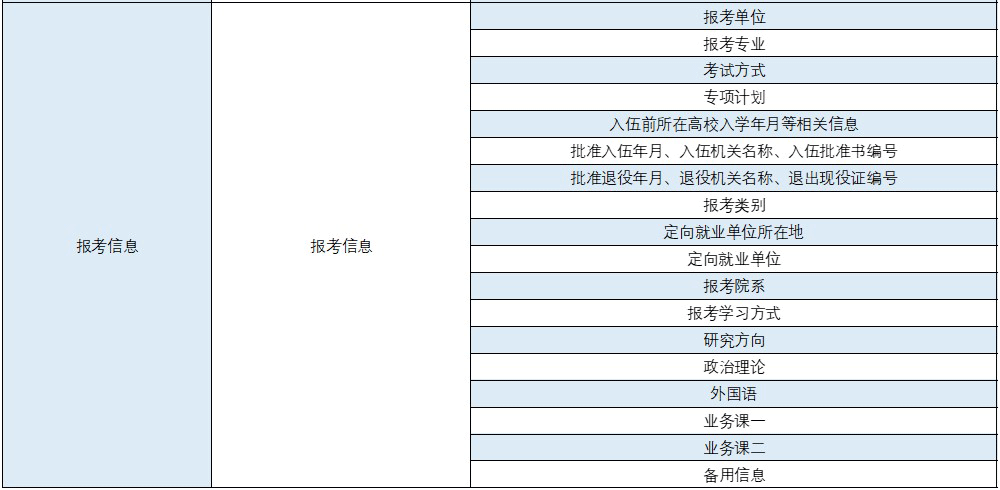 报考信息
报考信息
报考单位
报考专业
考试方式
专项计划
入伍前所在高校入学年月等相关信息
批准入伍年月、入伍机关名称、入伍批准书编号
批准退役年月、退役机关名称、退出现役证编号
报考类别
定向就业单位所在地
定向就业单位
报考院系
报考学习方式
研究方向
政治理论
外国语
业务课一
业务课二
备用信息